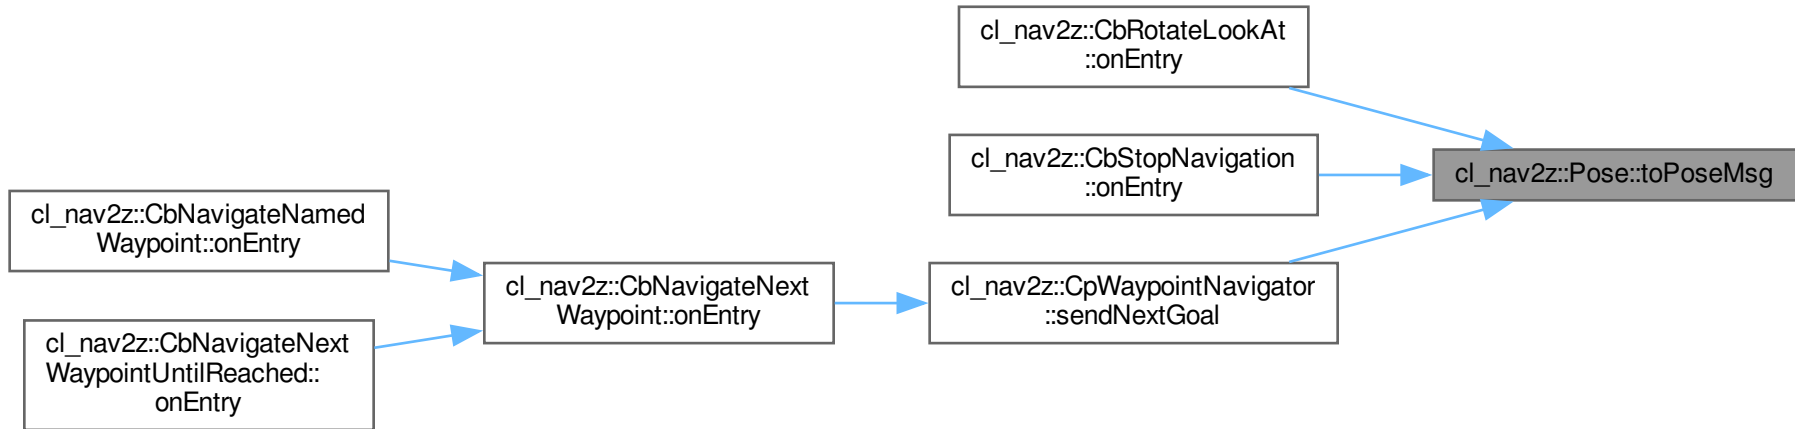 cl_nav2z::CbRotateLookAt
::onEntry
cl_nav2z::CbStopNavigation
::onEntry
cl_nav2z::Pose::toPoseMsg
cl_nav2z::CbNavigateNamed
Waypoint::onEntry
cl_nav2z::CbNavigateNext
Waypoint::onEntry
cl_nav2z::CpWaypointNavigator
::sendNextGoal
cl_nav2z::CbNavigateNext
WaypointUntilReached::
onEntry